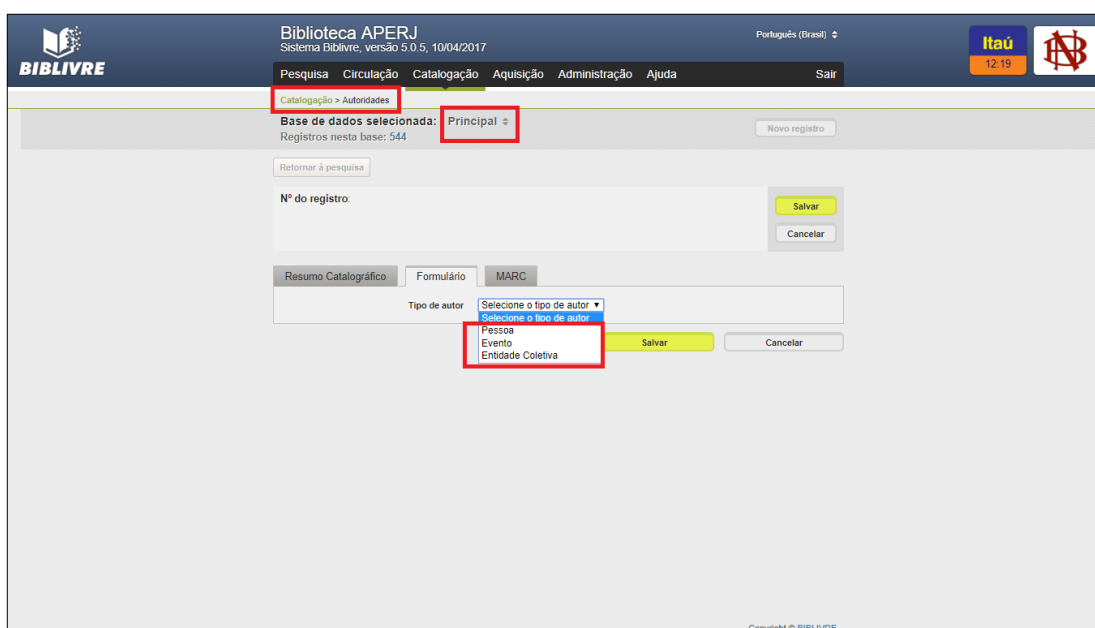 BIBLIVRE
Biblioteca APERJ
Sistema Biblivre, versão 5.0.5, 10/04/2017
Português (Brasil)
Itaú
12:19
Pesquisa Circulação Catalogação Aquisição Administração Ajuda Sair
Catalogação > Autoridades
Base de dados selecionada: Principal
Registros nesta base: 544
Novo registro
Retornar à pesquisa
Nº do registro:
Salvar
Cancelar
Resumo Catalográfico Formulário MARC
Tipo de autor Selecione o tipo de autor
Selecione o tipo de autor
Pessoa
Evento
Entidade Coletiva
Salvar Cancelar
Copyright © BIBLIVRE